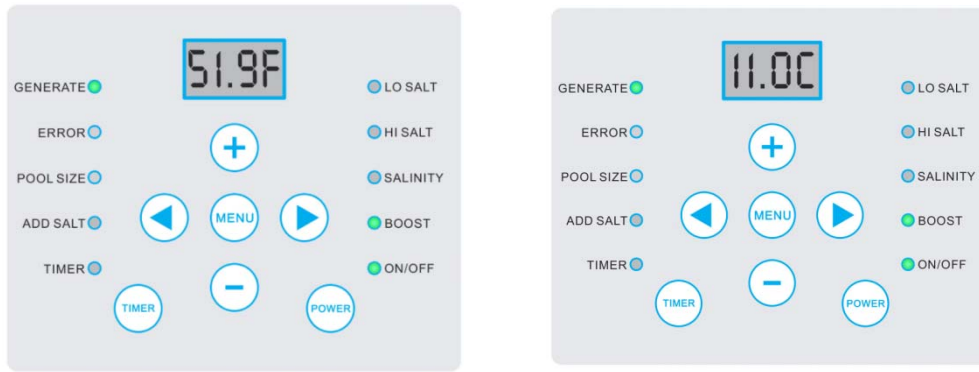 51.9F
GENERATE
LO SALT
ERROR
HI SALT
POOL SIZE
SALINITY
MENU
ADD SALT
BOOST
TIMER
ON/OFF
TIMER
POWER
11.0C
GENERATE
LO SALT
ERROR
HI SALT
POOL SIZE
SALINITY
MENU
ADD SALT
BOOST
TIMER
ON/OFF
TIMER
POWER